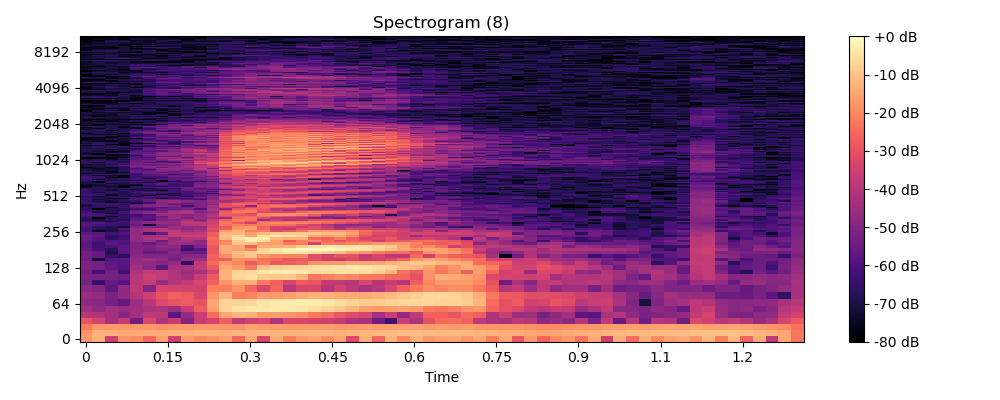 Spectrogram (8)
8192
4096
2048
1024
512
256
128
64
0
Hz
0
0.15
0.3
0.45
0.6
0.75
0.9
1.1
1.2
Time
+0 dB
-10 dB
-20 dB
-30 dB
-40 dB
-50 dB
-60 dB
-70 dB
-80 dB